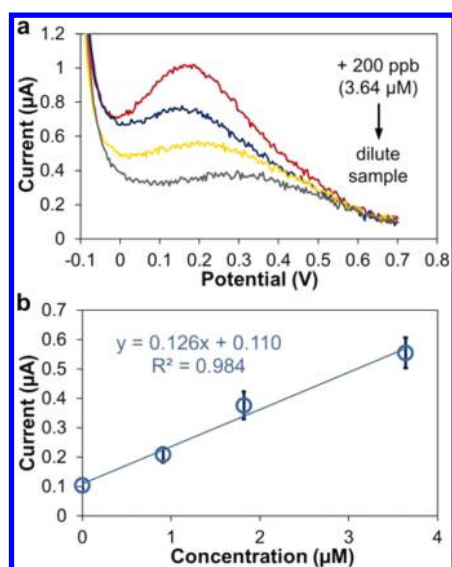 a
1.2
1
0.8
0.6
0.4
0.2
0
Current (µA)
+ 200 ppb
(3.64 µM)
dilute
sample
-0.1 0 0.1 0.2 0.3 0.4 0.5 0.6 0.7 0.8
Potential (V)
b
0.7
0.6
0.5
0.4
0.3
0.2
0.1
0
Current (µA)
y = 0.126x + 0.110
R² = 0.984
0 1 2 3 4
Concentration (µM)